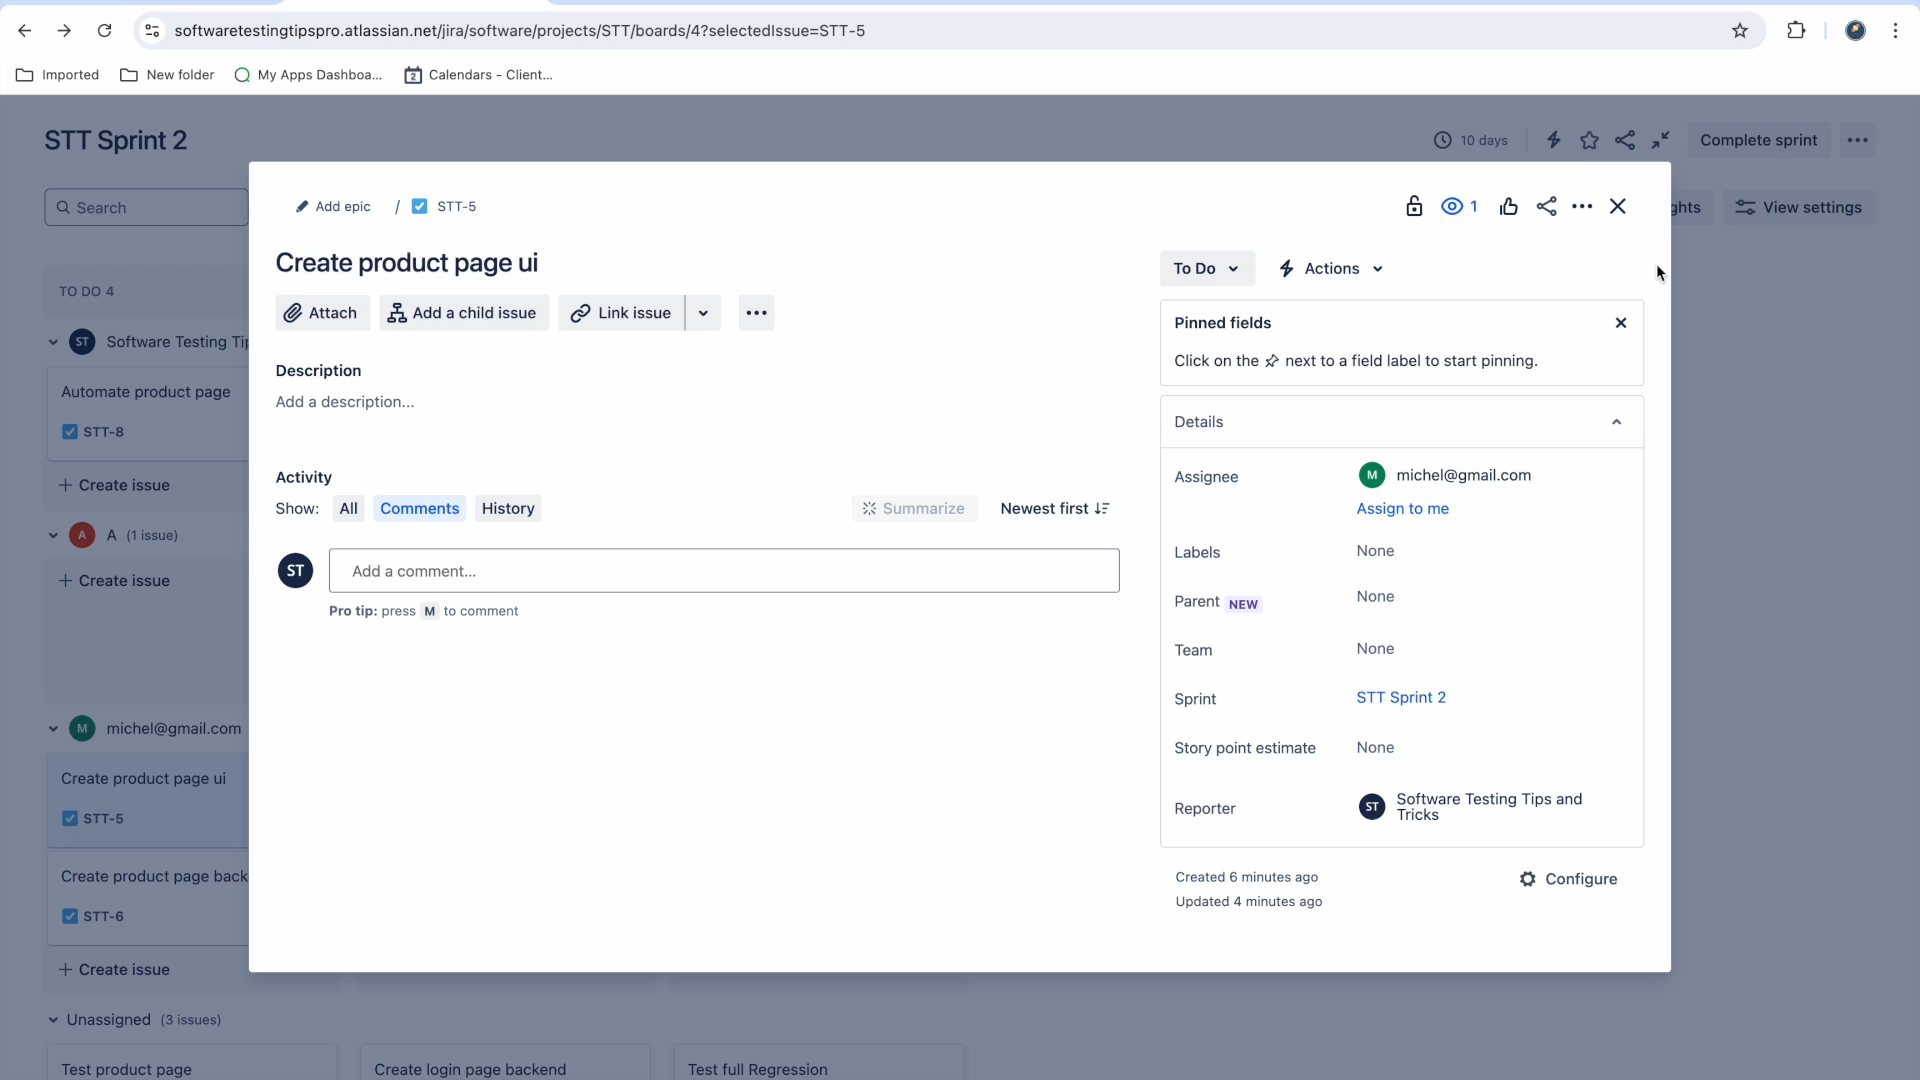 softwaretestingtipspro.atlassian.net/jira/software/projects/STT/boards/4?selectedIssue=STT-5
Imported
New folder
My Apps Dashboa...
2 Calendars - Client...
STT Sprint 2
10 days
Complete sprint
Search
View settings
Add epic / STT-5
1
Create product page ui
Attach
Add a child issue
Link issue
Description
Add a description...
Activity
Show: All Comments History
Summarize
Newest first
ST
Add a comment...
Pro tip: press M to comment
To Do
Actions
Pinned fields
Click on the next to a field label to start pinning.
Details
Assignee
M michel@gmail.com
Assign to me
Labels
None
Parent NEW
None
Team
None
Sprint
STT Sprint 2
Story point estimate
None
Reporter
ST Software Testing Tips and
Tricks
Created 6 minutes ago
Updated 4 minutes ago
Configure
TO DO 4
ST Software Testing
Automate product page
STT-8
+ Create issue
A A (1 issue)
+ Create issue
M michel@gmail.com
Create product page ui
STT-5
Create product page
STT-6
+ Create issue
Unassigned (3 issues)
Test product page
Create login page backend
Test full Regression